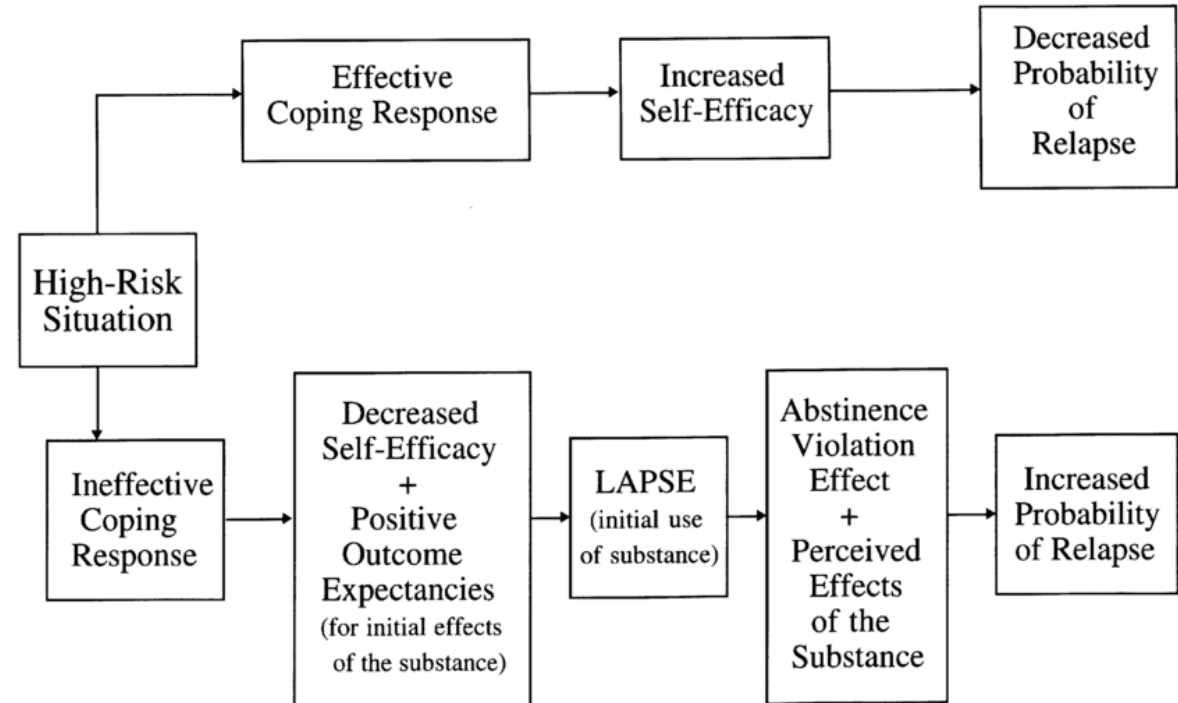 Effective
Coping Response
Increased
Self-Efficacy
Decreased
Probability
of
Relapse
High-Risk
Situation
Ineffective
Coping
Response
Decreased
Self-Efficacy
+
Positive
Outcome
Expectancies
(for initial effects
of the substance)
LAPSE
(initial use
of substance)
Abstinence
Violation
Effect
+
Perceived
Effects
of the
Substance
Increased
Probability
of Relapse